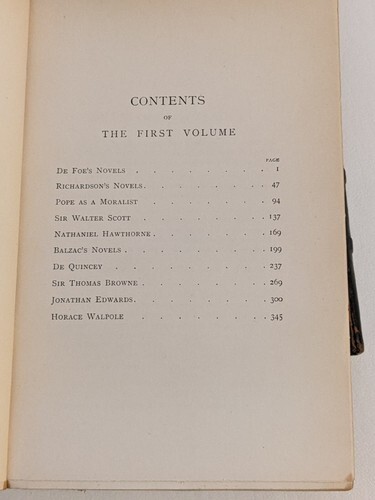 CONTENTS
OF
THE FIRST VOLUME
PAGE
DE FOE'S NOVELS . . . . . . . 1
RICHARDSON'S NOVELS . . . . . . 47
POPE AS A MORALIST . . . . . . 94
SIR WALTER SCOTT . . . . . . 137
NATHANIEL HAWTHORNE . . . . . . 169
BALZAC'S NOVELS . . . . . . 199
DE QUINCEY . . . . . . . 237
SIR THOMAS BROWNE . . . . . . 269
JONATHAN EDWARDS . . . . . . 300
HORACE WALPOLE . . . . . . 345